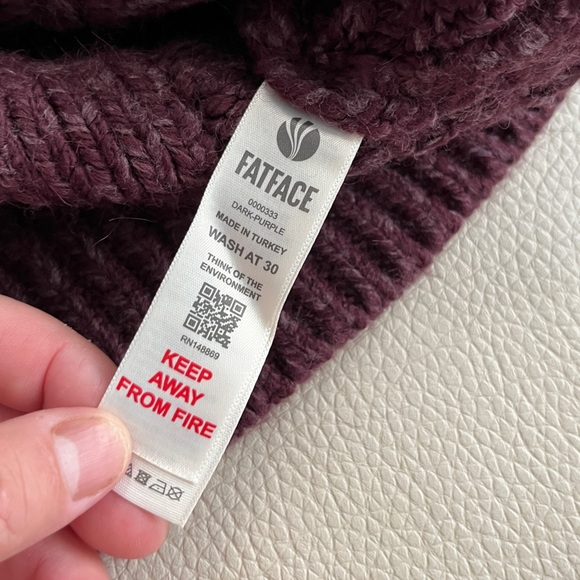 FATFACE
0000333
DARK-PURPLE
MADE IN TURKEY
WASH AT 30
THINK OF THE
ENVIRONMENT
RN148869
KEEP
AWAY
FROM FIRE